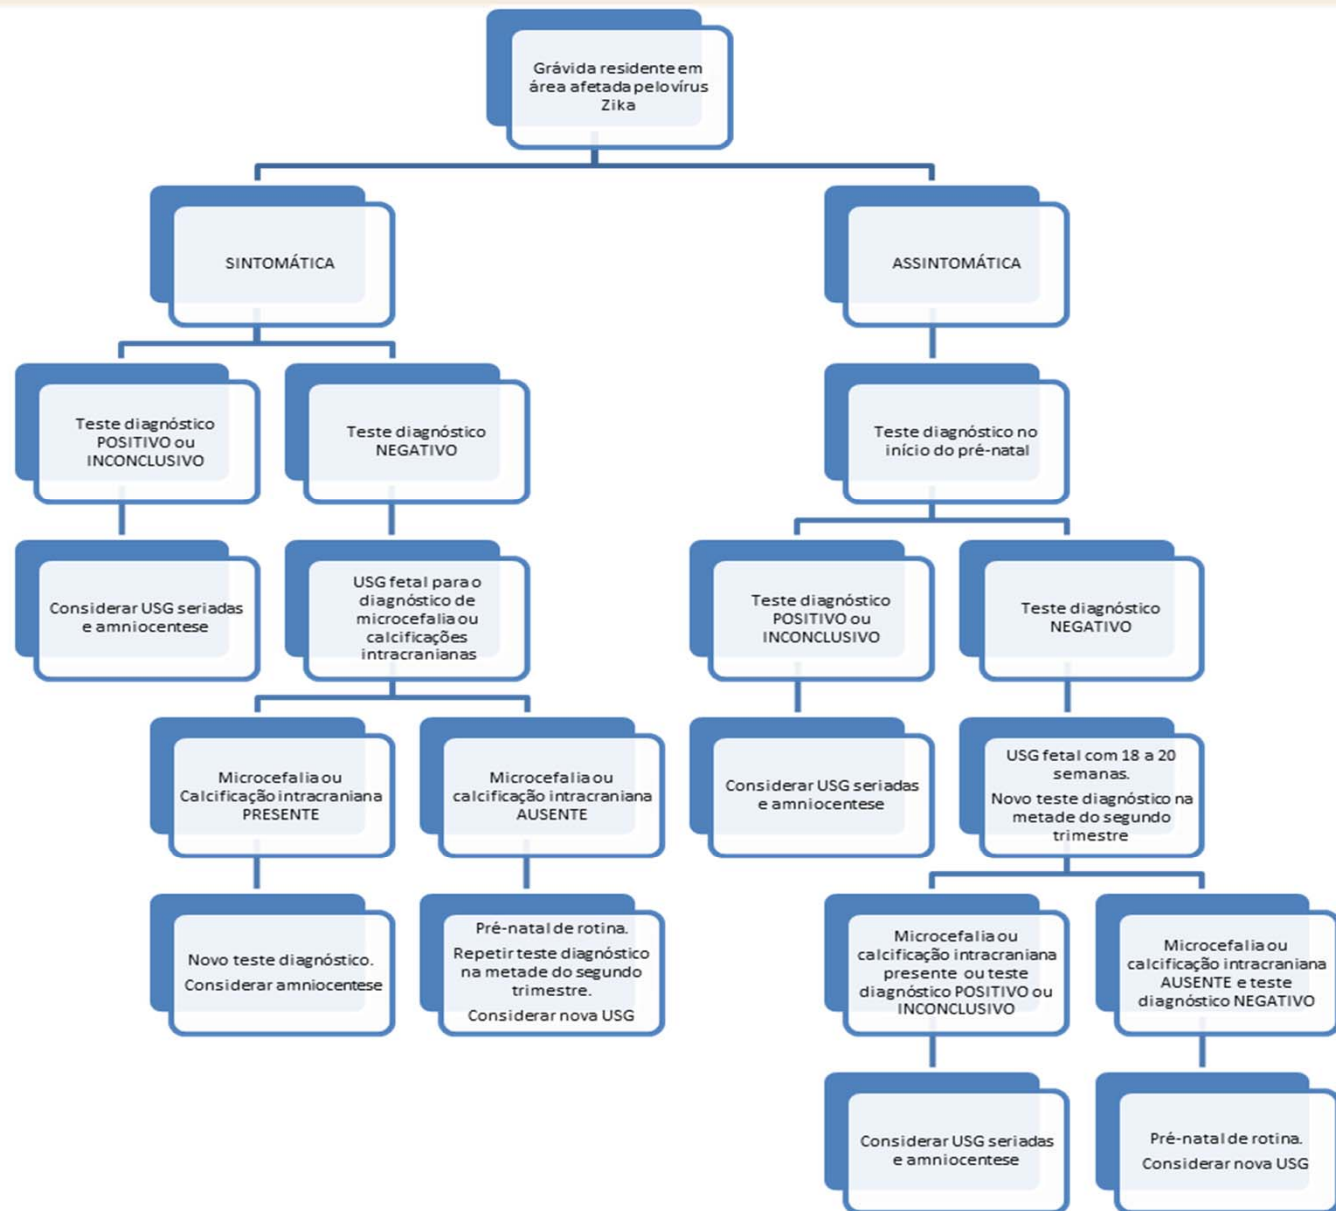 Grávida residente em
área afetada pelo vírus
Zika
SINTOMÁTICA
ASSINTOMÁTICA
Teste diagnóstico
POSITIVO ou
INCONCLUSIVO
Teste diagnóstico
NEGATIVO
Teste diagnóstico no
início do pré-natal
Considerar USG seriadas
e amniocentese
USG fetal para o
diagnóstico de
microcefalia ou
calcificações
intracranianas
Teste diagnóstico
POSITIVO ou
INCONCLUSIVO
Teste diagnóstico
NEGATIVO
Microcefalia ou
Calcificação intracraniana
PRESENTE
Microcefalia ou
calcificação intracraniana
AUSENTE
Considerar USG seriadas
e amniocentese
USG fetal com 18 a 20
semanas.
Novo teste diagnóstico na
metade do segundo
trimestre
Novo teste diagnóstico.
Considerar amniocentese
Pré-natal de rotina.
Repetir teste diagnóstico
na metade do segundo
trimestre.
Considerar nova USG
Microcefalia ou
calcificação intracraniana
presente ou teste
diagnóstico POSITIVO ou
INCONCLUSIVO
Microcefalia ou
calcificação intracraniana
AUSENTE e teste
diagnóstico NEGATIVO
Considerar USG seriadas
e amniocentese
Pré-natal de rotina.
Considerar nova USG